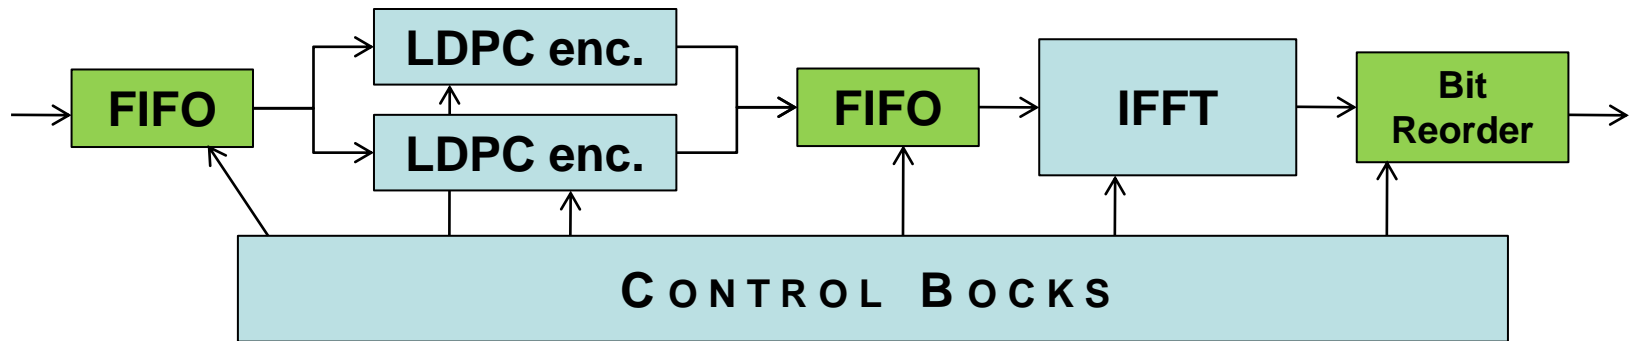 FIFO
LDPC enc.
LDPC enc.
FIFO
IFFT
Bit
Reorder
CONTROL BOCKS